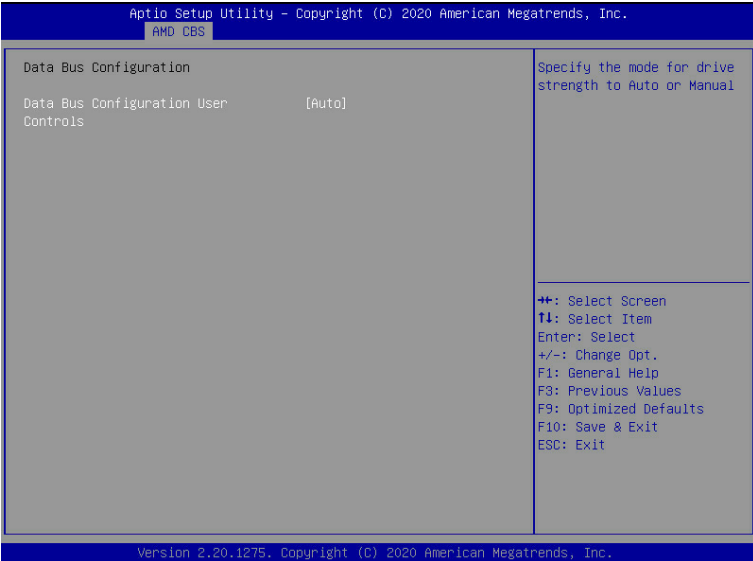 Aptio Setup Utility – Copyright (C) 2020 American Megatrends, Inc.
AMD CBS
Data Bus Configuration
Data Bus Configuration User [Auto]
Controls
Specify the mode for drive
strength to Auto or Manual
→←: Select Screen
↑↓: Select Item
Enter: Select
+/-: Change Opt.
F1: General Help
F3: Previous Values
F9: Optimized Defaults
F10: Save & Exit
ESC: Exit
Version 2.20.1275. Copyright (C) 2020 American Megatrends, Inc.